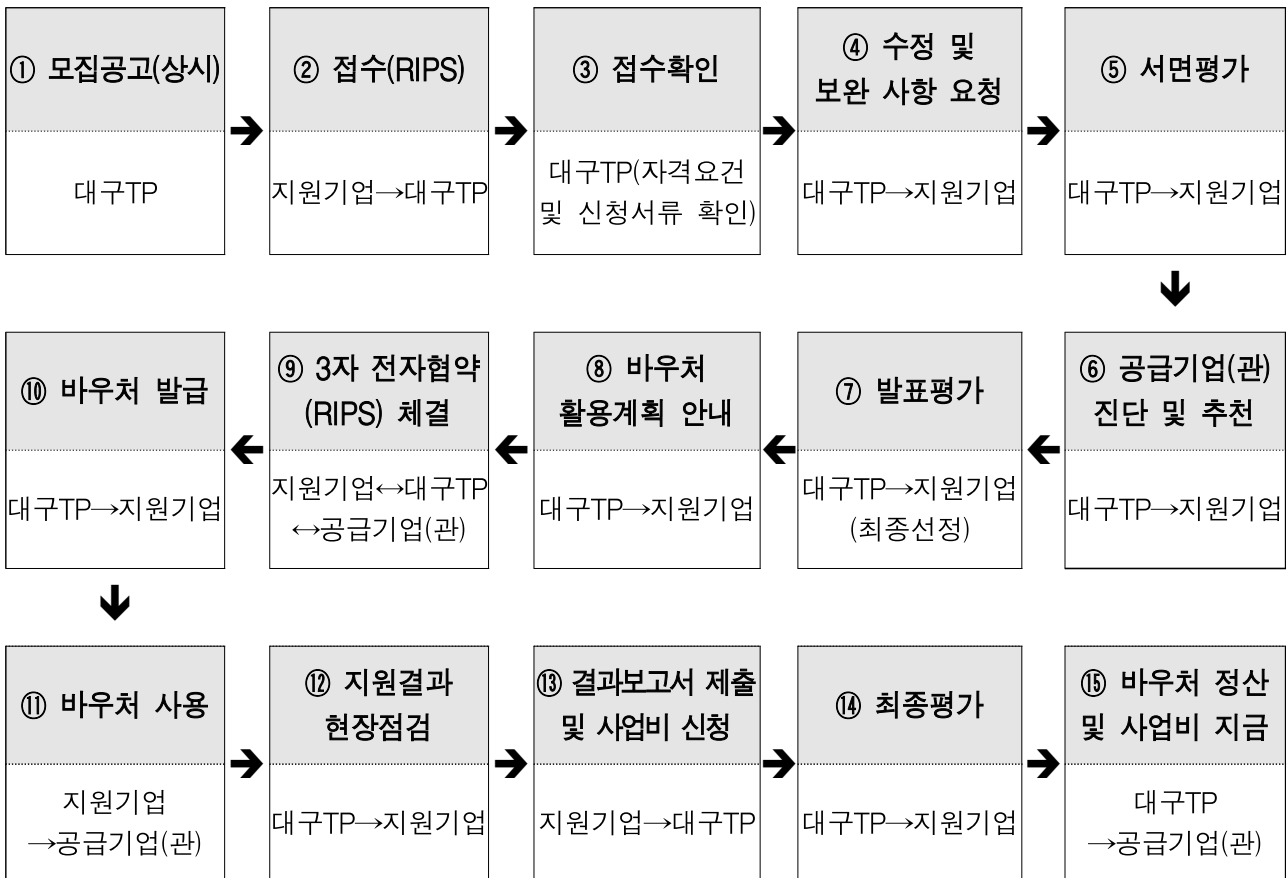 ① 모집공고(상시)
대구TP
② 접수(RIPS)
지원기업→대구TP
③ 접수확인
대구TP(자격요건
및 신청서류 확인)
④ 수정 및
보완 사항 요청
대구TP→지원기업
⑤ 서면평가
대구TP→지원기업
⑥ 공급기업(관)
진단 및 추천
대구TP→지원기업
⑦ 발표평가
대구TP→지원기업
(최종선정)
⑧ 바우처
활용계획 안내
대구TP→지원기업
⑨ 3자 전자협약
(RIPS) 체결
지원기업↔대구TP
↔공급기업(관)
⑩ 바우처 발급
대구TP→지원기업
⑪ 바우처 사용
지원기업
→공급기업(관)
⑫ 지원결과
현장점검
대구TP→지원기업
⑬ 결과보고서 제출
및 사업비 신청
지원기업→대구TP
⑭ 최종평가
대구TP→지원기업
⑮ 바우처 정산
및 사업비 지금
대구TP
→공급기업(관)